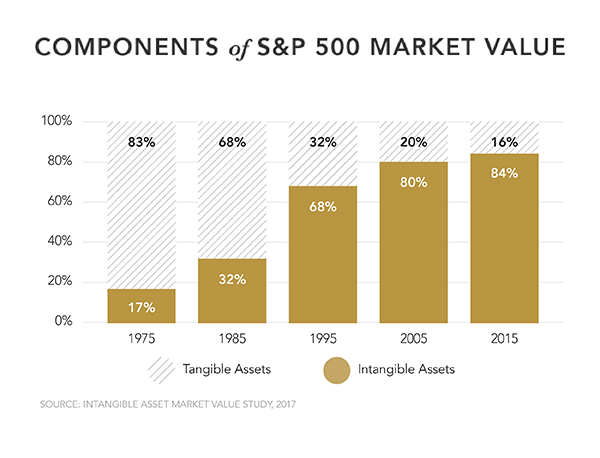 COMPONENTS of S&P 500 MARKET VALUE
100%
83% 68% 32% 20% 16%
80%
84%
80%
60%
68%
40%
32%
20%
17%
0%
1975 1985 1995 2005 2015
Tangible Assets Intangible Assets
SOURCE: INTANGIBLE ASSET MARKET VALUE STUDY, 2017